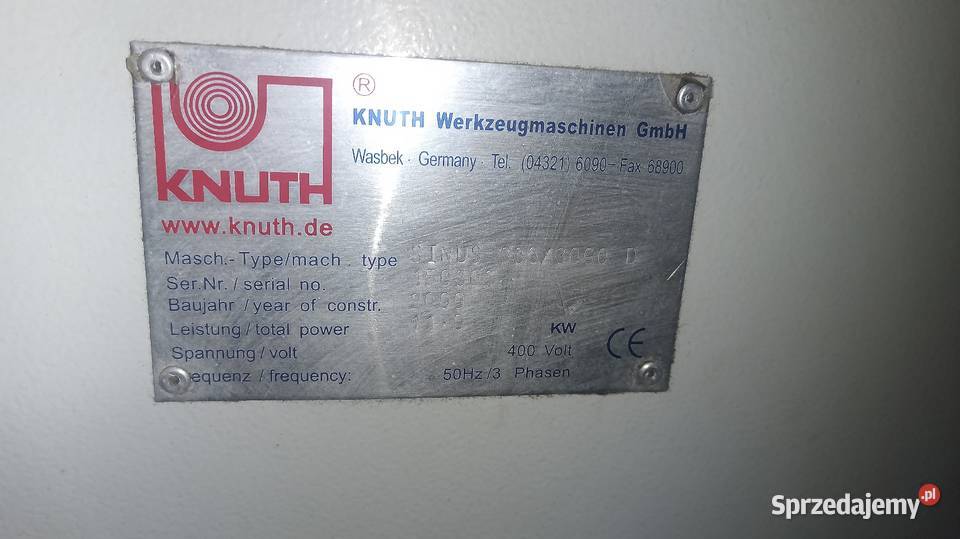 KNUTH
www.knuth.de
®
KNUTH Werkzeugmaschinen GmbH
Wasbek · Germany · Tel. (04321) 6090 - Fax 68900
Masch.-Type/mach. type SINUS D
Ser.Nr. / serial no.
Baujahr / year of constr.
Leistung / total power KW
Spannung / volt 400 Volt
equenz / frequency: 50Hz/3 Phasen
CE
Sprzedajemy.pl